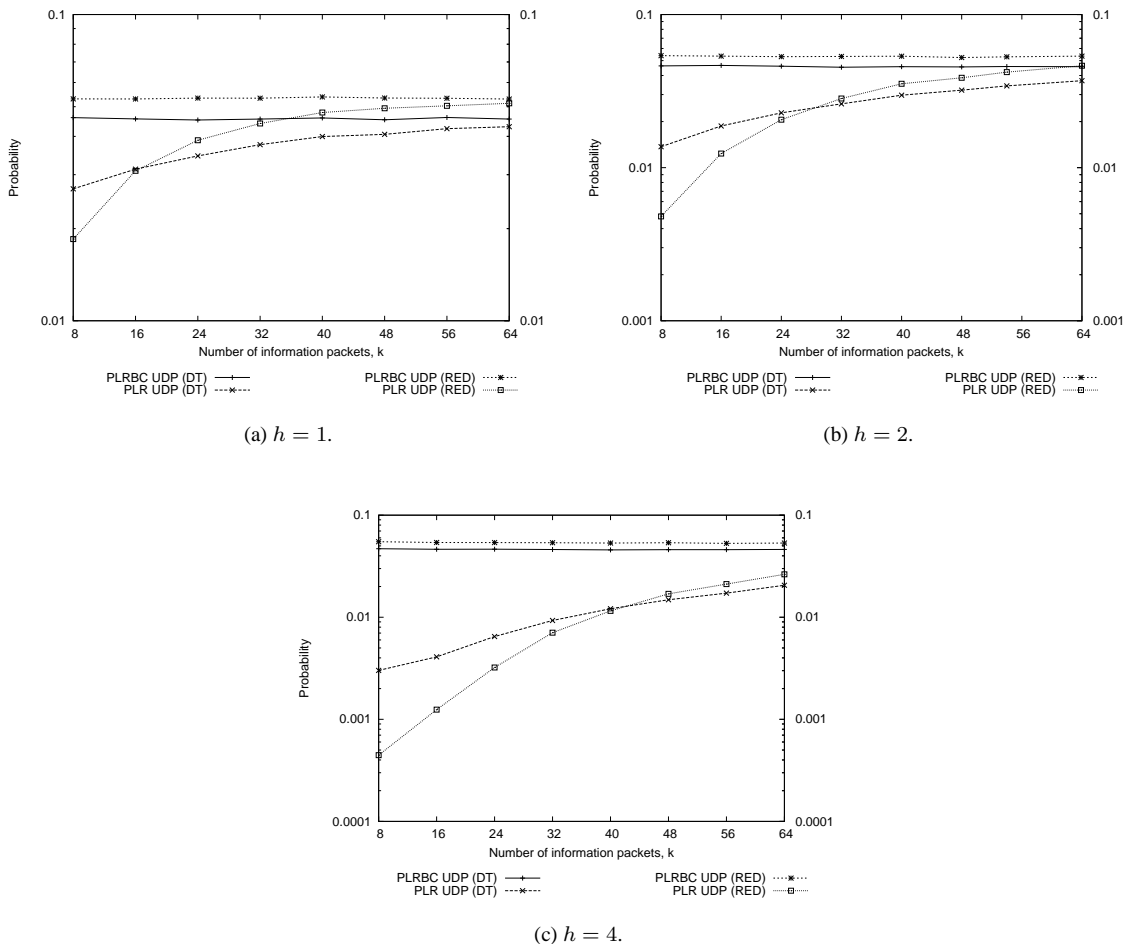 0.1 0.1
Probability
0.01 0.01
8 16 24 32 40 48 56 64
Number of information packets, k
PLRBC UDP (DT) PLRBC UDP (RED)
PLR UDP (DT) PLR UDP (RED)
(a) h = 1.
0.1 0.1
0.01 0.01
Probability
0.001 0.001
8 16 24 32 40 48 56 64
Number of information packets, k
PLRBC UDP (DT) PLRBC UDP (RED)
PLR UDP (DT) PLR UDP (RED)
(b) h = 2.
0.1 0.1
0.01 0.01
Probability
0.001 0.001
0.0001 0.0001
8 16 24 32 40 48 56 64
Number of information packets, k
PLRBC UDP (DT) PLRBC UDP (RED)
PLR UDP (DT) PLR UDP (RED)
(c) h = 4.